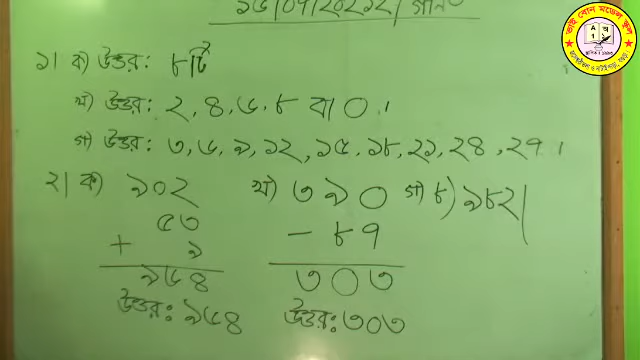 ভাই বোন মডেল স্কুল
গনিত
১। ক) উত্তর: ৮টি
খ) উত্তর: ২, ৪, ৬, ৮ বা ০।
গ) উত্তর: ৩, ৬, ৯, ১২, ১৫, ১৮, ২১, ২৪, ২৭।
২। ক) ৯০২ খ) ৩৯০ গ) ৮) ৯৮২|
৫৩ – ৮৭
+ ৯
৯৬৪ ৩০৩
উত্তর: ৯৬৪ উত্তর: ৩০৩